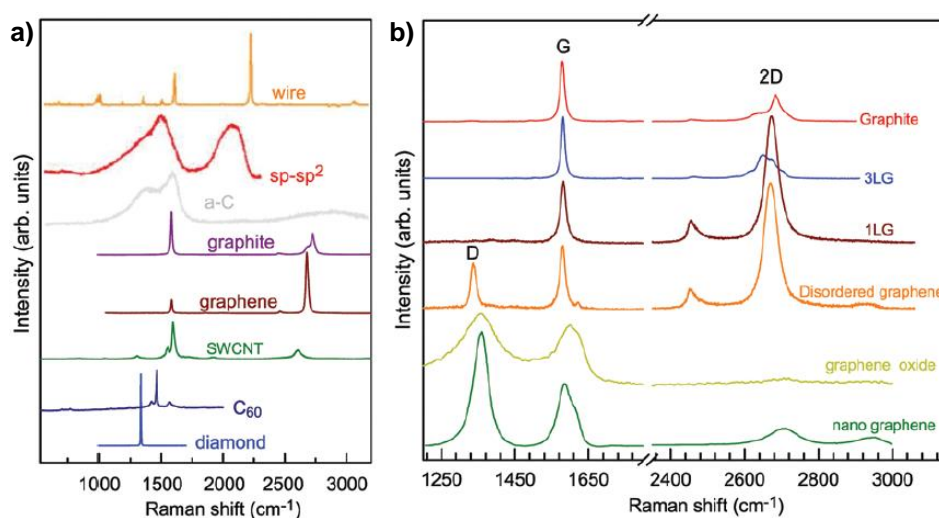 a)
Intensity (arb. units)
wire
sp-sp²
a-C
graphite
graphene
SWCNT
C₆₀
diamond
1000 1500 2000 2500 3000
Raman shift (cm⁻¹)
b)
Intensity (arb. units)
G
2D
Graphite
3LG
1LG
D
Disordered graphene
graphene oxide
nano graphene
1250 1450 1650 2400 2600 2800 3000
Raman shift (cm⁻¹)